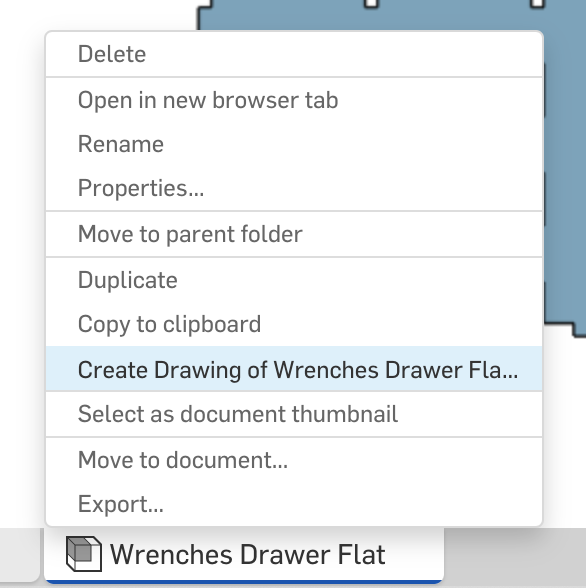 Delete
Open in new browser tab
Rename
Properties...
Move to parent folder
Duplicate
Copy to clipboard
Create Drawing of Wrenches Drawer Fla...
Select as document thumbnail
Move to document...
Export...
Wrenches Drawer Flat